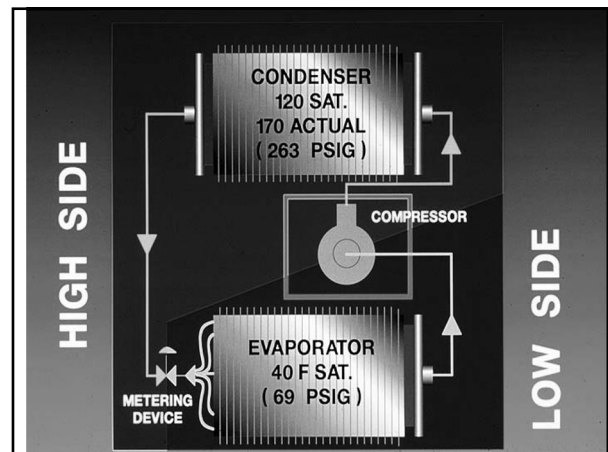 CONDENSER
120 SAT.
170 ACTUAL
( 263 PSIG )
HIGH SIDE
COMPRESSOR
LOW SIDE
EVAPORATOR
40 F SAT.
( 69 PSIG )
METERING
DEVICE